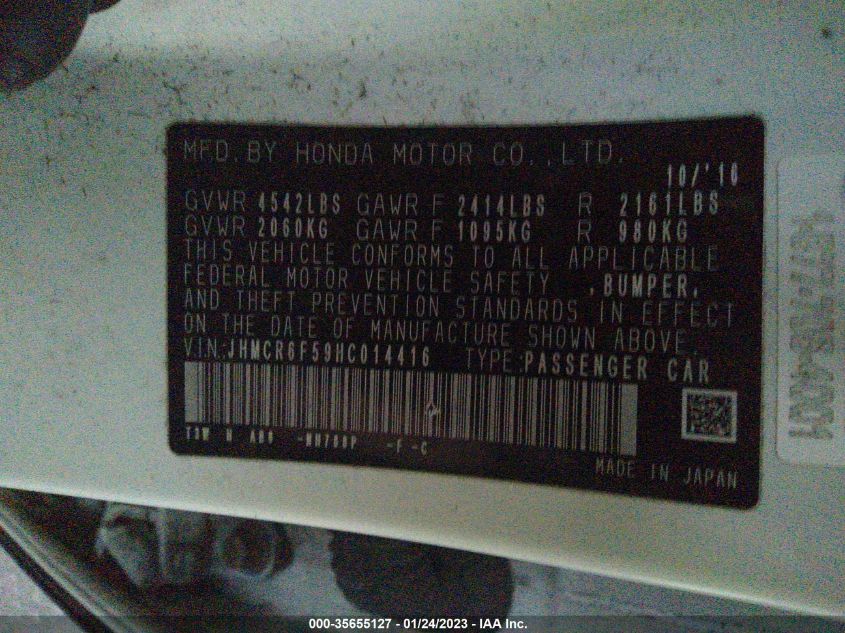 MFD. BY HONDA MOTOR CO., LTD.
10/'16
GVWR 4542LBS GAWR F 2414LBS R 2161LBS
GVWR 2060KG GAWR F 1095KG R 980KG
THIS VEHICLE CONFORMS TO ALL APPLICABLE
FEDERAL MOTOR VEHICLE SAFETY , BUMPER,
AND THEFT PREVENTION STANDARDS IN EFFECT
ON THE DATE OF MANUFACTURE SHOWN ABOVE.
V.I.N.:JHMCR6F59HC014416 TYPE:PASSENGER CAR
-NH788P -F -C
MADE IN JAPAN
000-35655127 - 01/24/2023 - IAA Inc.